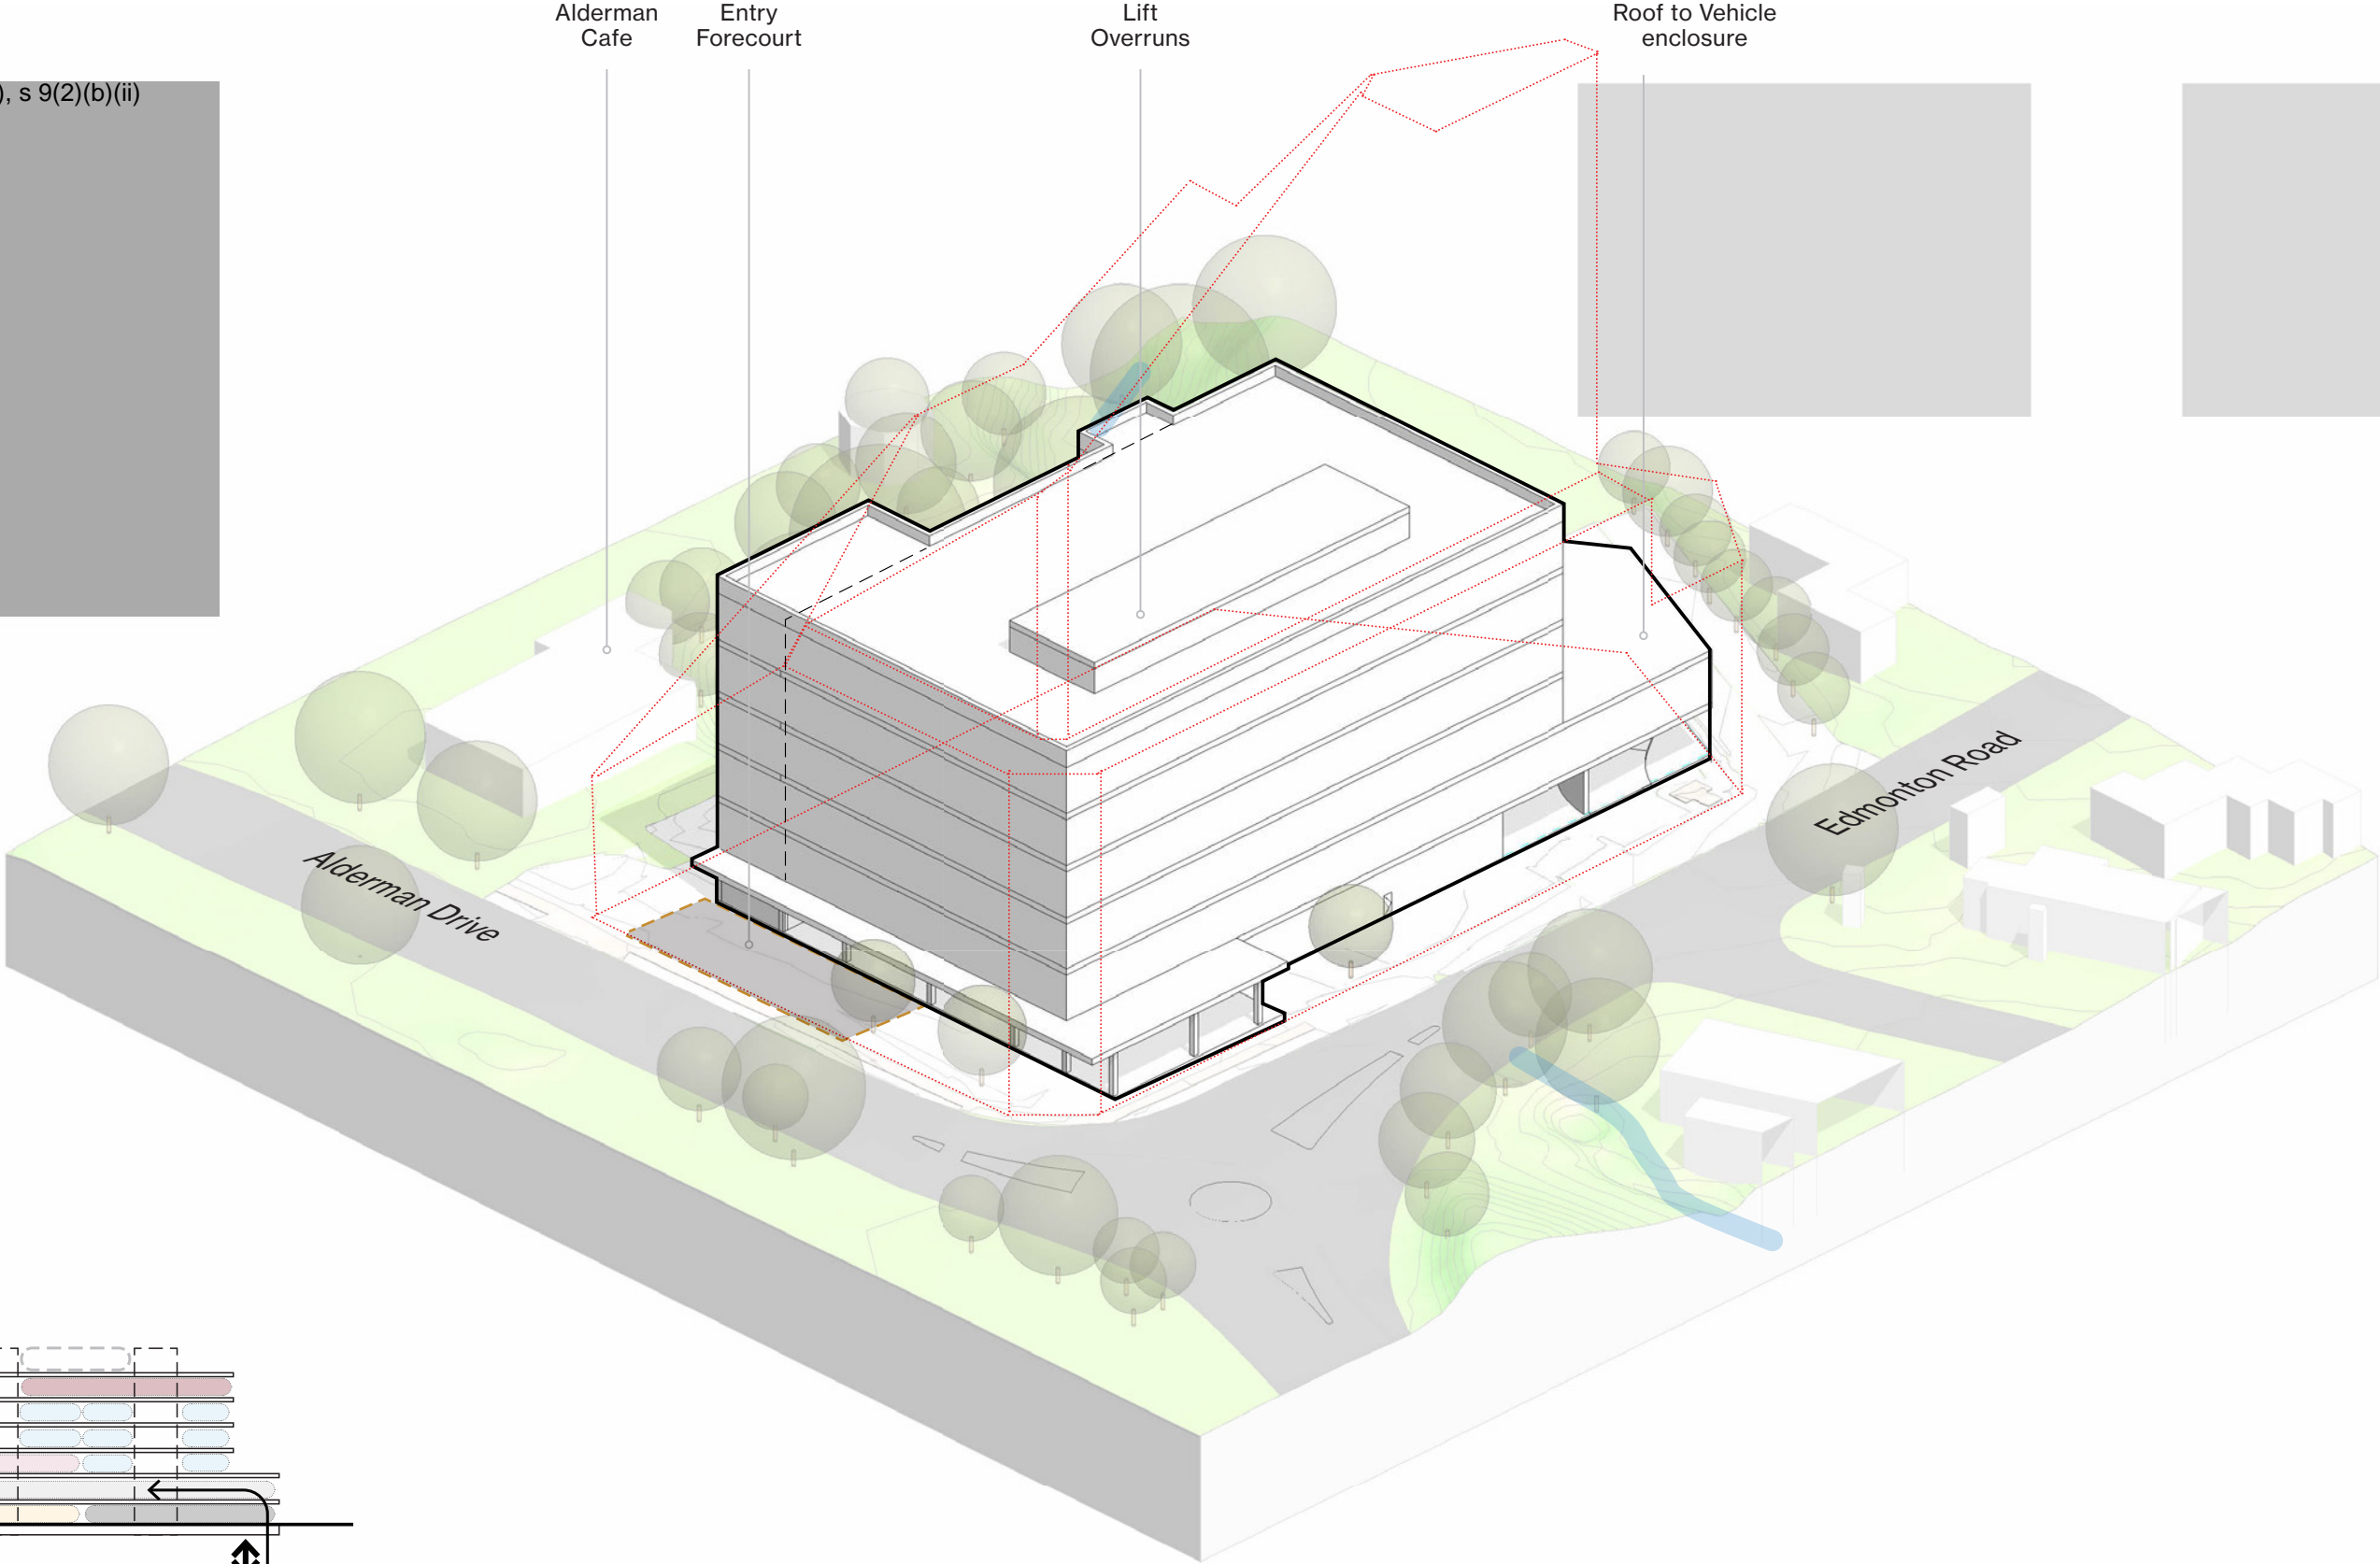 Alderman
Cafe
Entry
Forecourt
Lift
Overruns
Roof to Vehicle
enclosure
), s 9(2)(b)(ii)
Edmonton Road
Alderman Drive